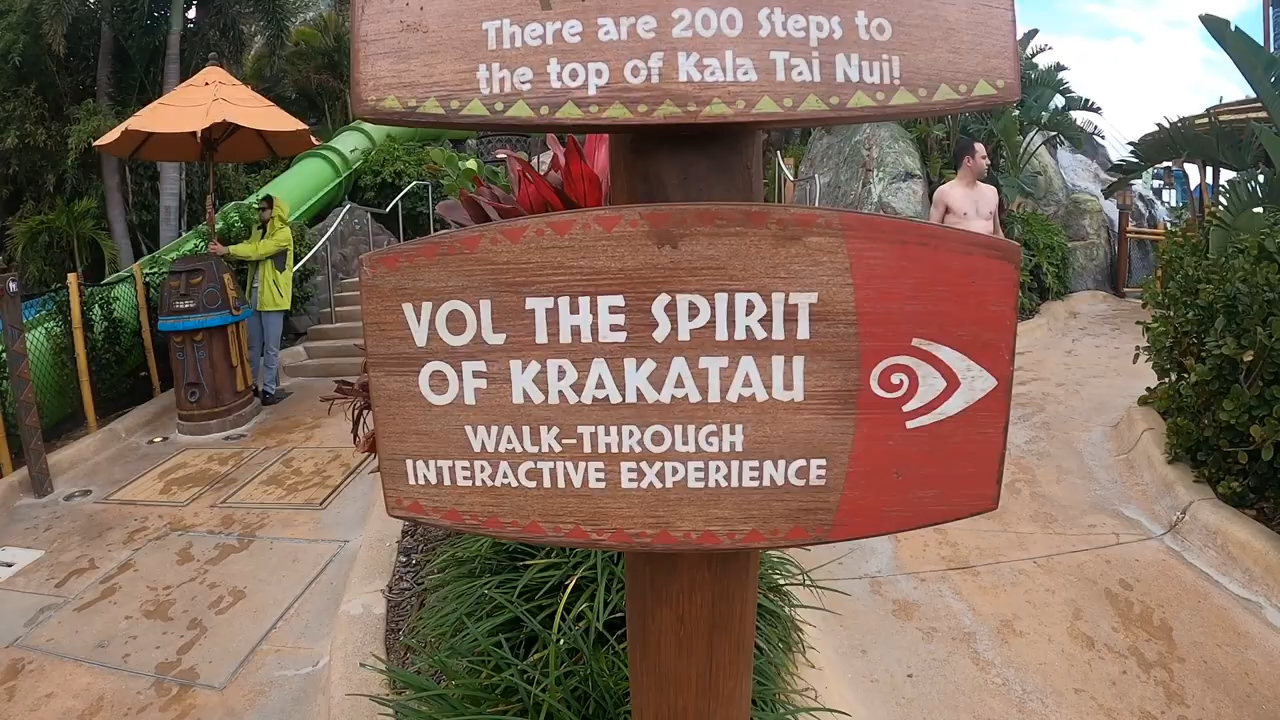 There are 200 Steps to
the top of Kala Tai Nui!
VOL THE SPIRIT
OF KRAKATAU
WALK-THROUGH
INTERACTIVE EXPERIENCE